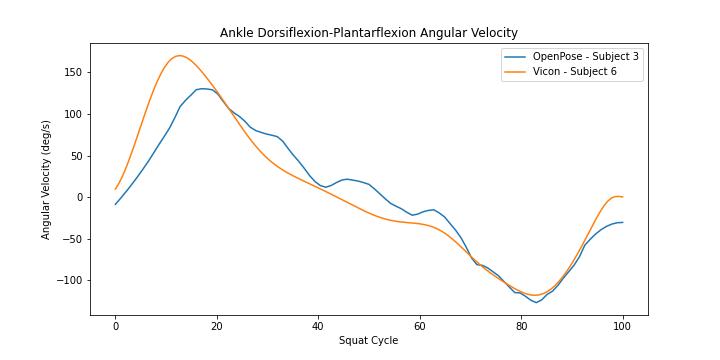 Ankle Dorsiflexion-Plantarflexion Angular Velocity
OpenPose - Subject 3
Vicon - Subject 6
150
100
50
0
−50
−100
Angular Velocity (deg/s)
0 20 40 60 80 100
Squat Cycle